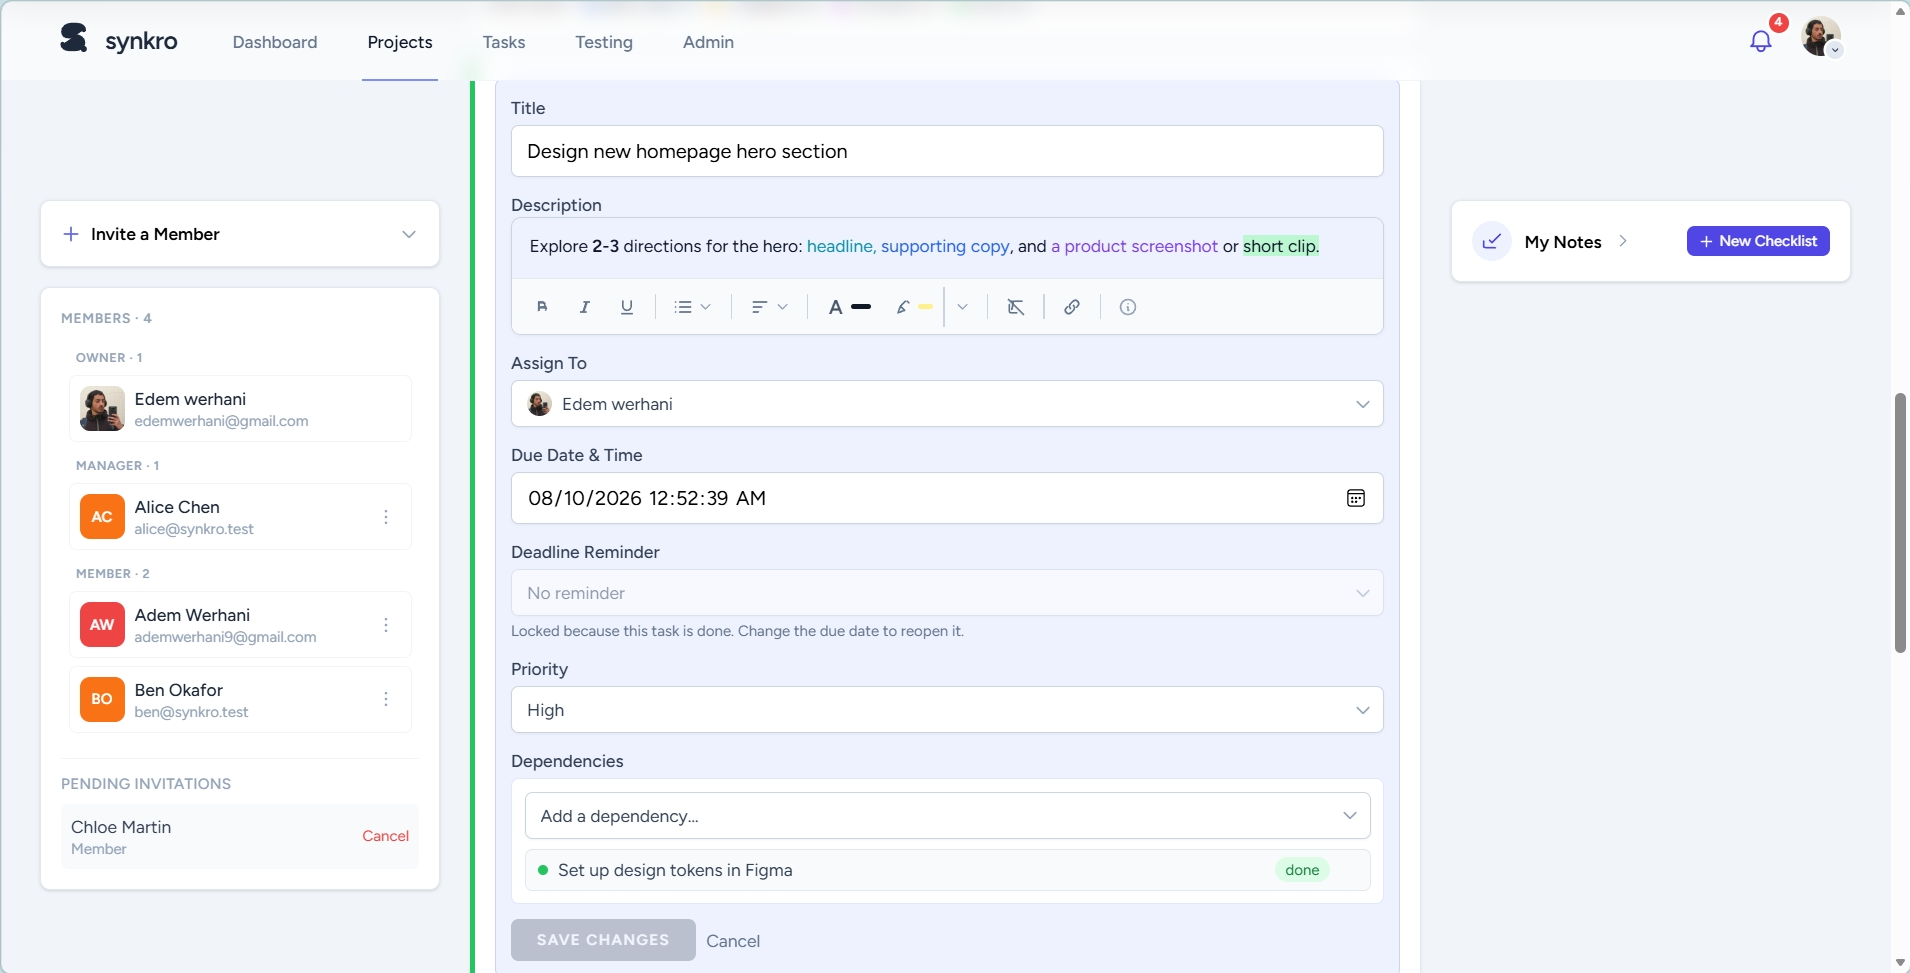 synkro
Dashboard
Projects
Tasks
Testing
Admin
4
Invite a Member
MEMBERS · 4
OWNER · 1
Edem werhani
edemwerhani@gmail.com
MANAGER · 1
AC
Alice Chen
alice@synkro.test
MEMBER · 2
AW
Adem Werhani
ademwerhani9@gmail.com
BO
Ben Okafor
ben@synkro.test
PENDING INVITATIONS
Chloe Martin
Member
Cancel
Title
Design new homepage hero section
Description
Explore 2-3 directions for the hero: headline, supporting copy, and a product screenshot or short clip.
B I U A
Assign To
Edem werhani
Due Date & Time
08/10/2026 12:52:39 AM
Deadline Reminder
No reminder
Locked because this task is done. Change the due date to reopen it.
Priority
High
Dependencies
Add a dependency...
Set up design tokens in Figma
done
SAVE CHANGES
Cancel
My Notes
+ New Checklist